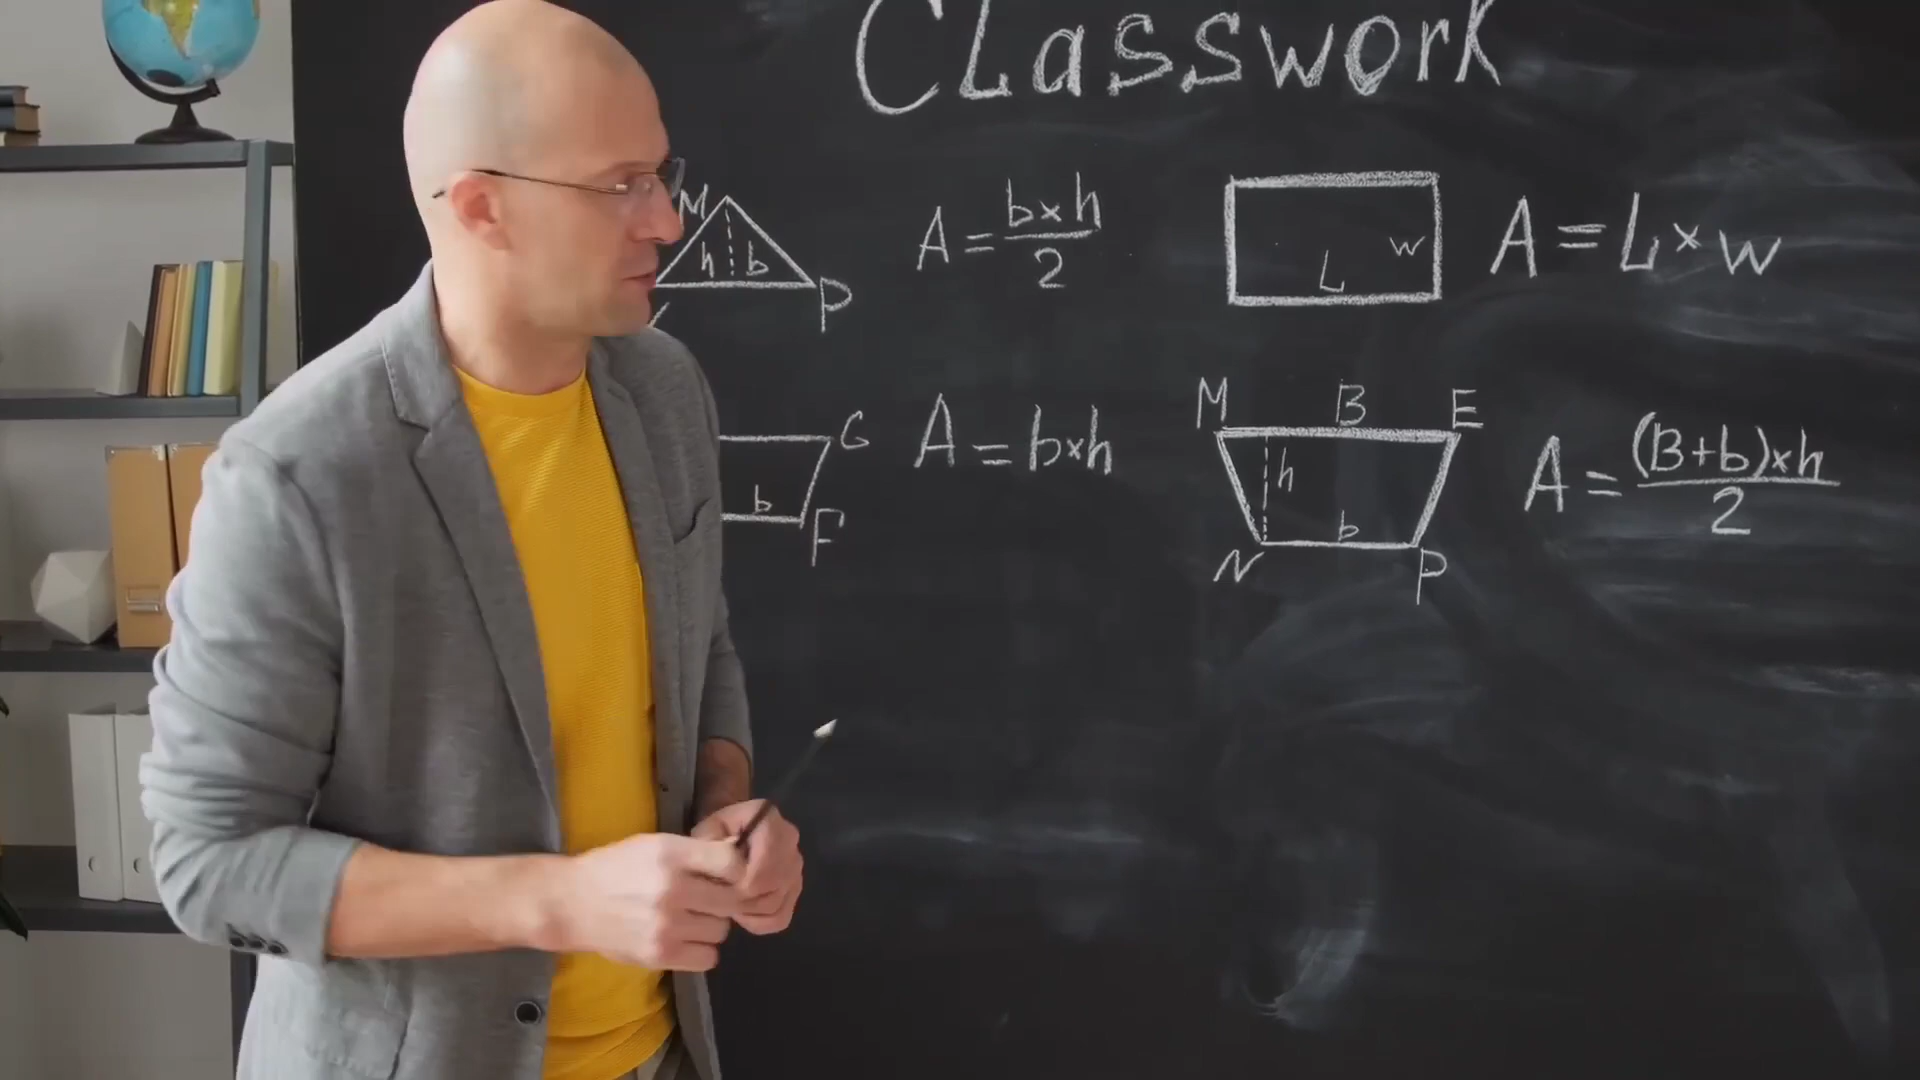 Classwork
M
h b
P
A = b×h / 2
L
w
A = L×w
G
b
F
A = b×h
M B E
h
b
N P
A = (B+b)×h / 2